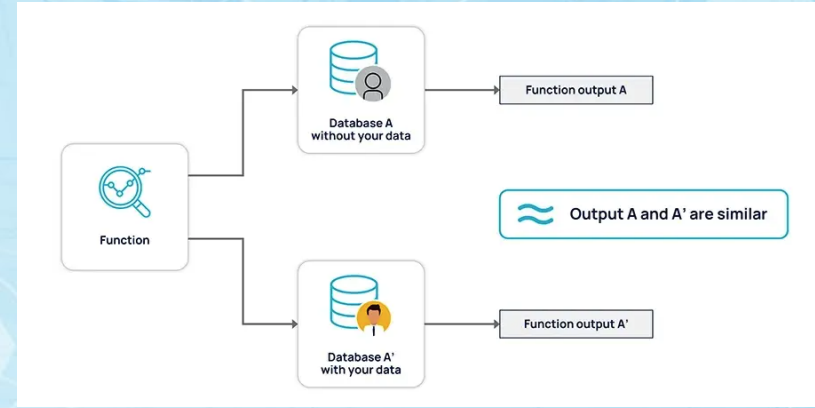 Database A
without your data
Function output A
Function
Output A and A’ are similar
Database A’
with your data
Function output A’